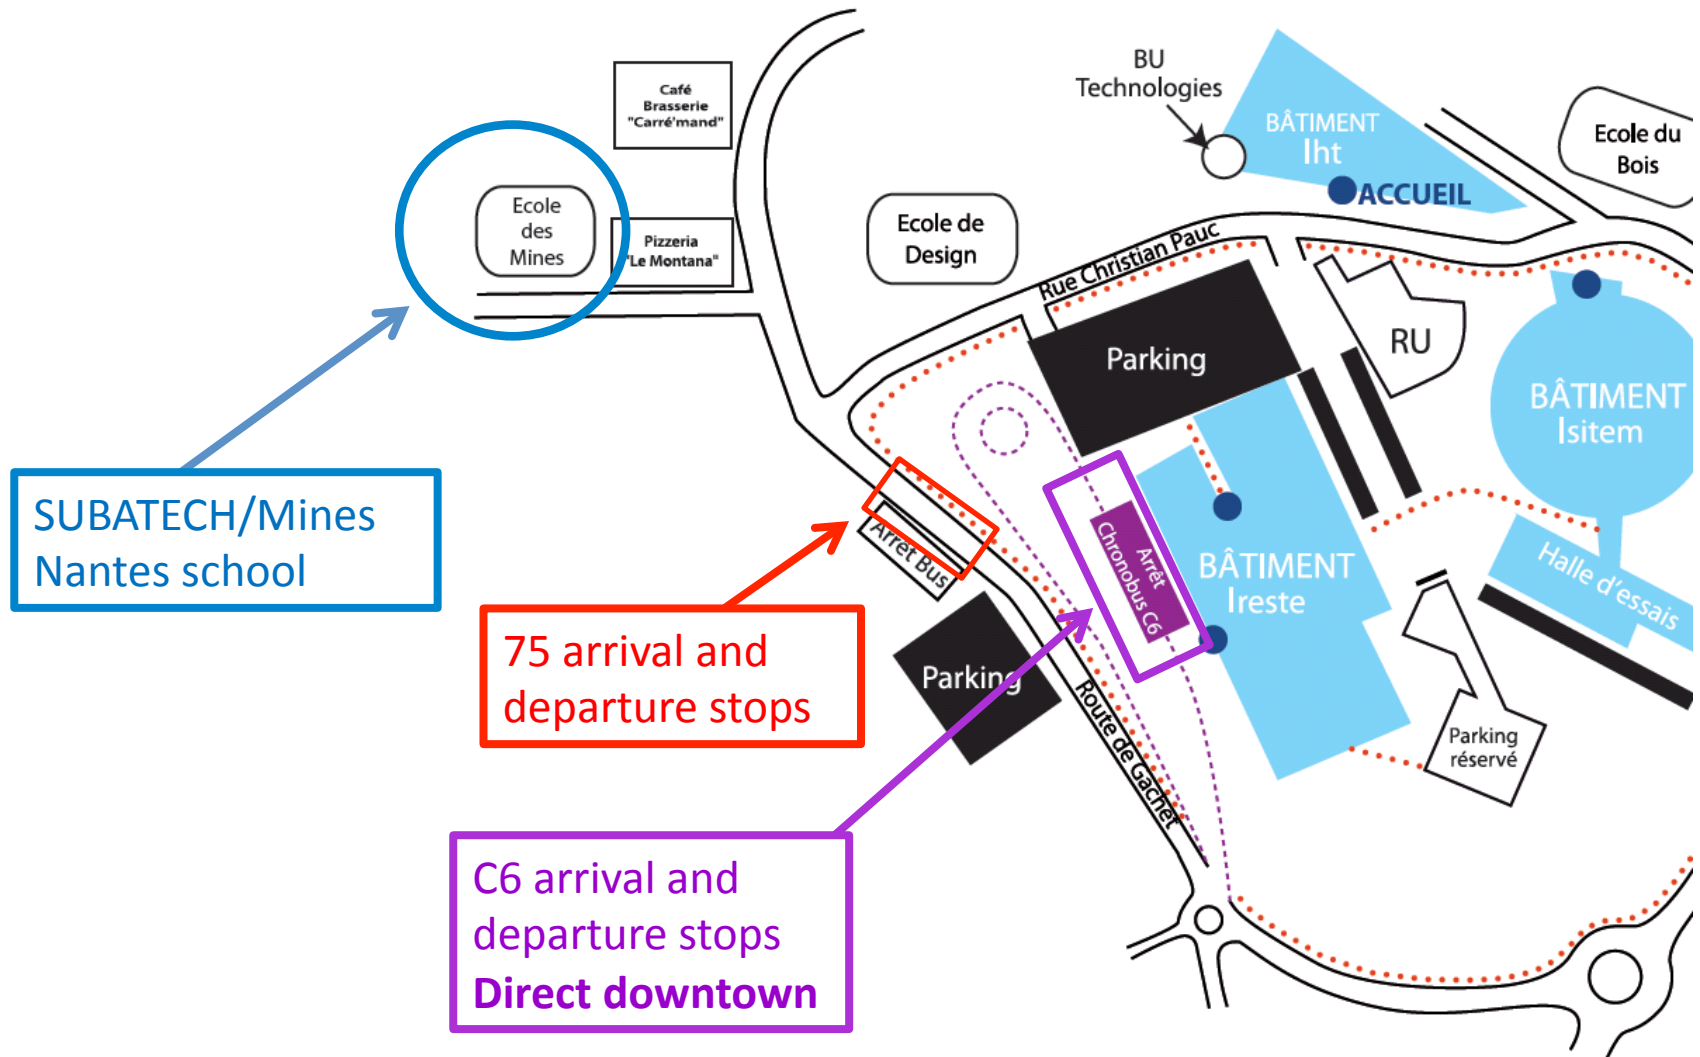 Café
Brasserie
"Carré'mand"
Ecole
des
Mines
Pizzeria
"Le Montana"
Ecole de
Design
BU
Technologies
BÂTIMENT
Iht
ACCUEIL
Ecole du
Bois
Rue Christian Pauc
Parking
RU
BÂTIMENT
Isitem
Halle d'essais
Arrêt
Chronobus C6
BÂTIMENT
Ireste
Arrêt Bus
Parking
Route de Gachet
Parking
réservé
SUBATECH/Mines
Nantes school
75 arrival and
departure stops
C6 arrival and
departure stops
Direct downtown